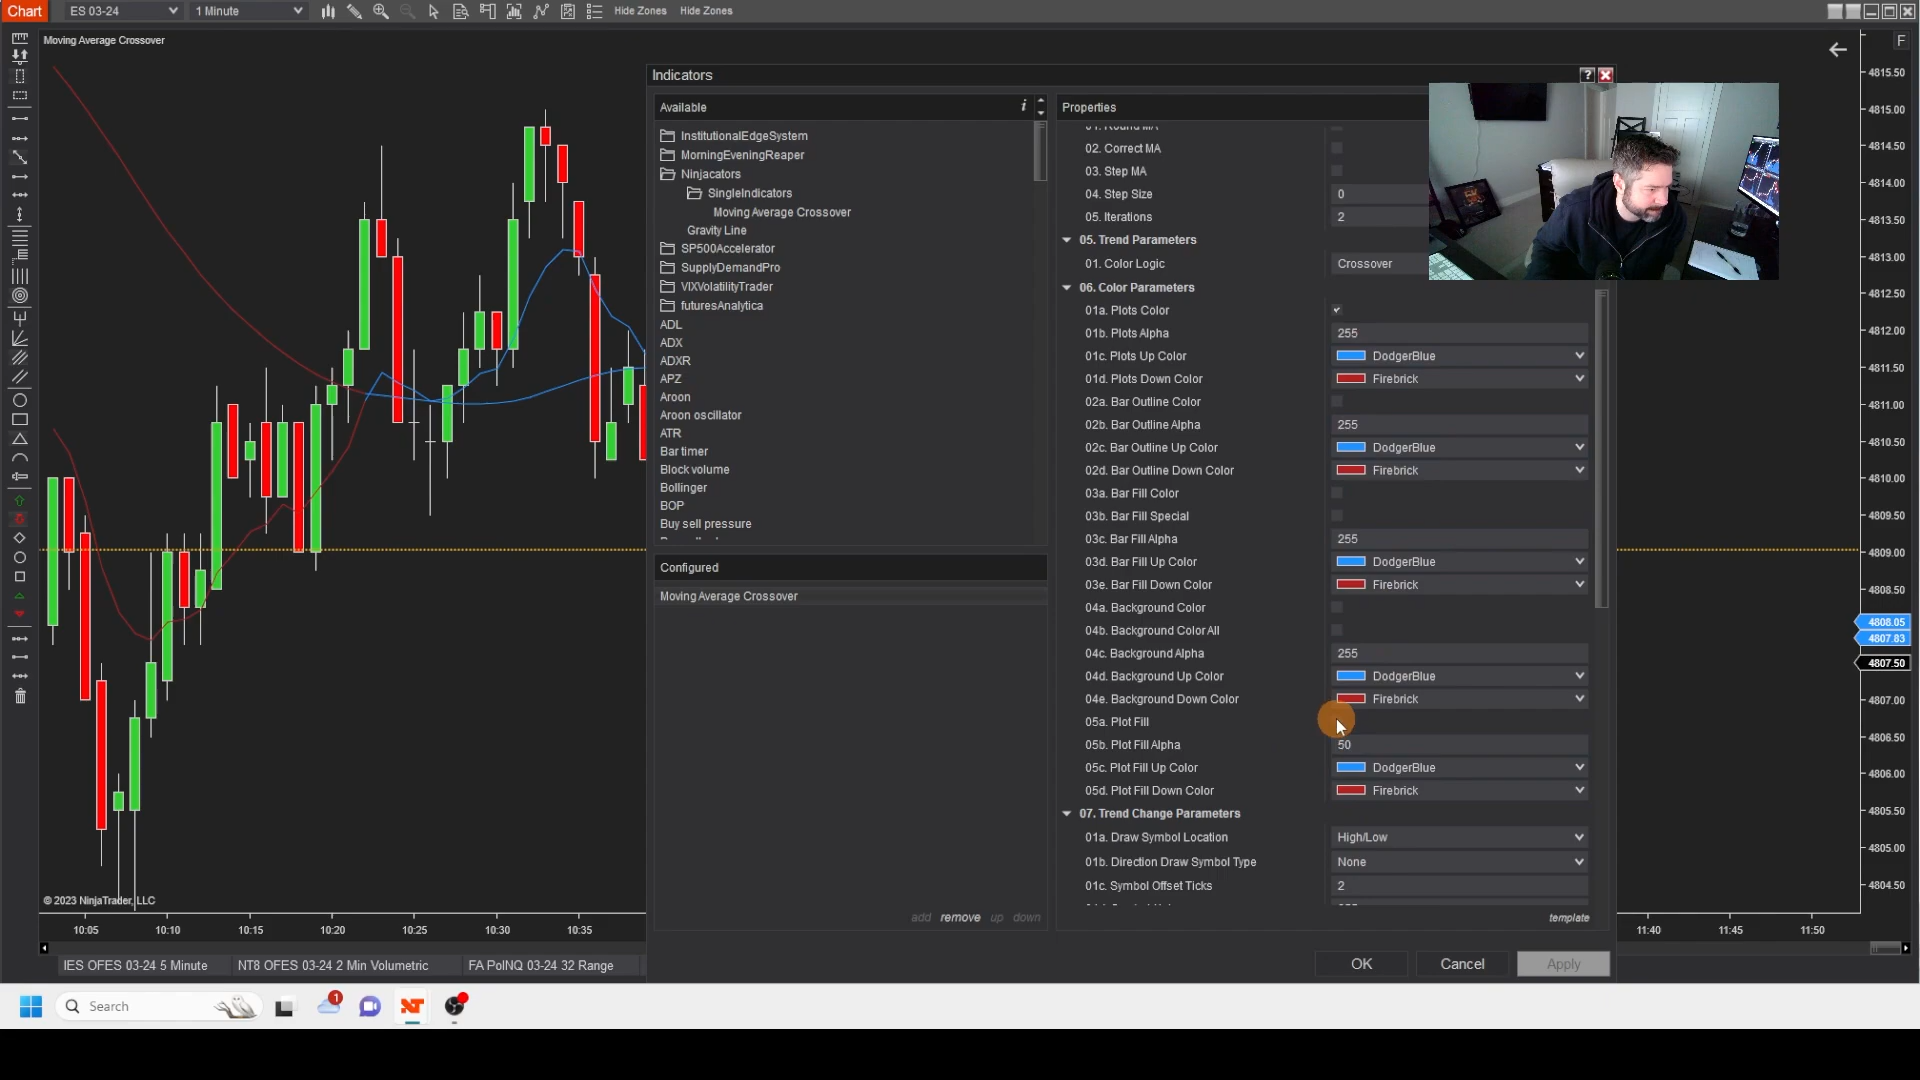 Chart ES 03-24 1 Minute Hide Zones Hide Zones
Moving Average Crossover
F
Indicators
?
Available
i
InstitutionalEdgeSystem
MorningEveningReaper
Ninjacators
SingleIndicators
Moving Average Crossover
Gravity Line
SP500Accelerator
SupplyDemandPro
VIXVolatilityTrader
futuresAnalytica
ADL
ADX
ADXR
APZ
Aroon
Aroon oscillator
ATR
Bar timer
Block volume
Bollinger
BOP
Buy sell pressure
Configured
Moving Average Crossover
add remove up down
Properties
01. Round MA
02. Correct MA
03. Step MA
04. Step Size 0
05. Iterations 2
05. Trend Parameters
01. Color Logic Crossover
06. Color Parameters
01a. Plots Color
01b. Plots Alpha 255
01c. Plots Up Color DodgerBlue
01d. Plots Down Color Firebrick
02a. Bar Outline Color
02b. Bar Outline Alpha 255
02c. Bar Outline Up Color DodgerBlue
02d. Bar Outline Down Color Firebrick
03a. Bar Fill Color
03b. Bar Fill Special
03c. Bar Fill Alpha 255
03d. Bar Fill Up Color DodgerBlue
03e. Bar Fill Down Color Firebrick
04a. Background Color
04b. Background Color All
04c. Background Alpha 255
04d. Background Up Color DodgerBlue
04e. Background Down Color Firebrick
05a. Plot Fill
05b. Plot Fill Alpha 50
05c. Plot Fill Up Color DodgerBlue
05d. Plot Fill Down Color Firebrick
07. Trend Change Parameters
01a. Draw Symbol Location High/Low
01b. Direction Draw Symbol Type None
01c. Symbol Offset Ticks 2
template
OK Cancel Apply
4815.50
4815.00
4814.50
4814.00
4813.50
4813.00
4812.50
4812.00
4811.50
4811.00
4810.50
4810.00
4809.50
4809.00
4808.50
4808.05
4807.83
4807.50
4807.00
4806.50
4806.00
4805.50
4805.00
4804.50
© 2023 NinjaTrader, LLC
10:05 10:10 10:15 10:20 10:25 10:30 10:35 11:40 11:45 11:50
IES OFES 03-24 5 Minute NT8 OFES 03-24 2 Min Volumetric FA PolNQ 03-24 32 Range
Search
1